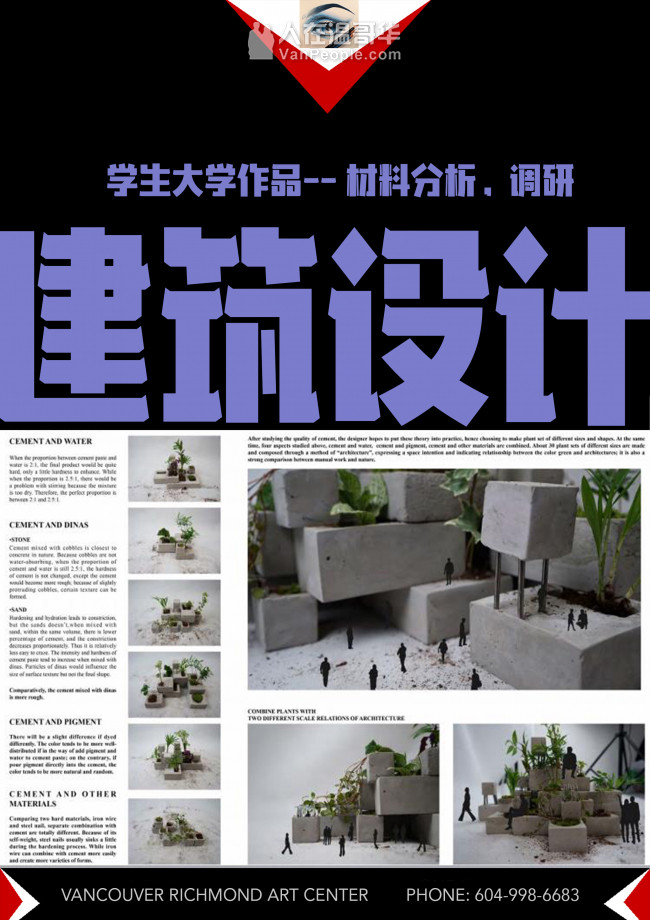 人在温哥华
VanPeople.com
学生大学作品-- 材料分析、调研
建筑设计
CEMENT AND WATER
When the proportion between cement paste and
water is 2:1, the final product would be quite
hard, only a little hardness to enhance. While
when the proportion is 2.5:1, there would be
a problem with stirring because the mixture
is too dry. Therefore, the perfect proportion is
between 2:1 and 2.5:1.
CEMENT AND DINAS
•STONE
Cement mixed with cobbles is closest to
concrete in nature. Because cobbles are not
water-absorbing, when the proportion of
cement and water is still 2.5:1, the hardness
of cement is not changed, except the cement
would become more rough; because of slightly
protruding cobbles, certain texture can be
formed.
•SAND
Hardening and hydration leads to constriction,
but the sands doesn't,when mixed with
sand, within the same volume, there is lower
percentage of cement, and the constriction
decreases proportionately. Thus it is relatively
less easy to craze. The intensity and hardness of
cement paste tend to increase when mixed with
dinas. Particles of dinas would influence the
size of surface texture but not the final shape.
Comparatively, the cement mixed with dinas
is more rough.
CEMENT AND PIGMENT
There will be a slight difference if dyed
differently. The color tends to be more well-
distributed if in the way of add pigment and
water to cement paste; on the contrary, if
pour pigment directly into the cement, the
color tends to be more natural and random.
CEMENT AND OTHER
MATERIALS
Comparing two hard materials, iron wire
and steel nail, separate combination with
cement are totally different. Because of its
self-weight, steel nails usually sinks a little
during the hardening process. While iron
wire can combine with cement more easily
and create more varieties of forms.
After studying the quality of cement, the designer hopes to put these theory into practice, hence choosing to make plant set of different sizes and shapes. At the same
time, four aspects studied above, cement and water, cement and pigment, cement and other materials are combined. About 30 plant sets of different sizes are made
and composed through a method of "architecture", expressing a space intention and indicating relationship between the color green and architectures; it is also a
strong comparison between manual work and nature.
COMBINE PLANTS WITH
TWO DIFFERENT SCALE RELATIONS OF ARCHITECTURE
VANCOUVER RICHMOND ART CENTER PHONE: 604-998-6683